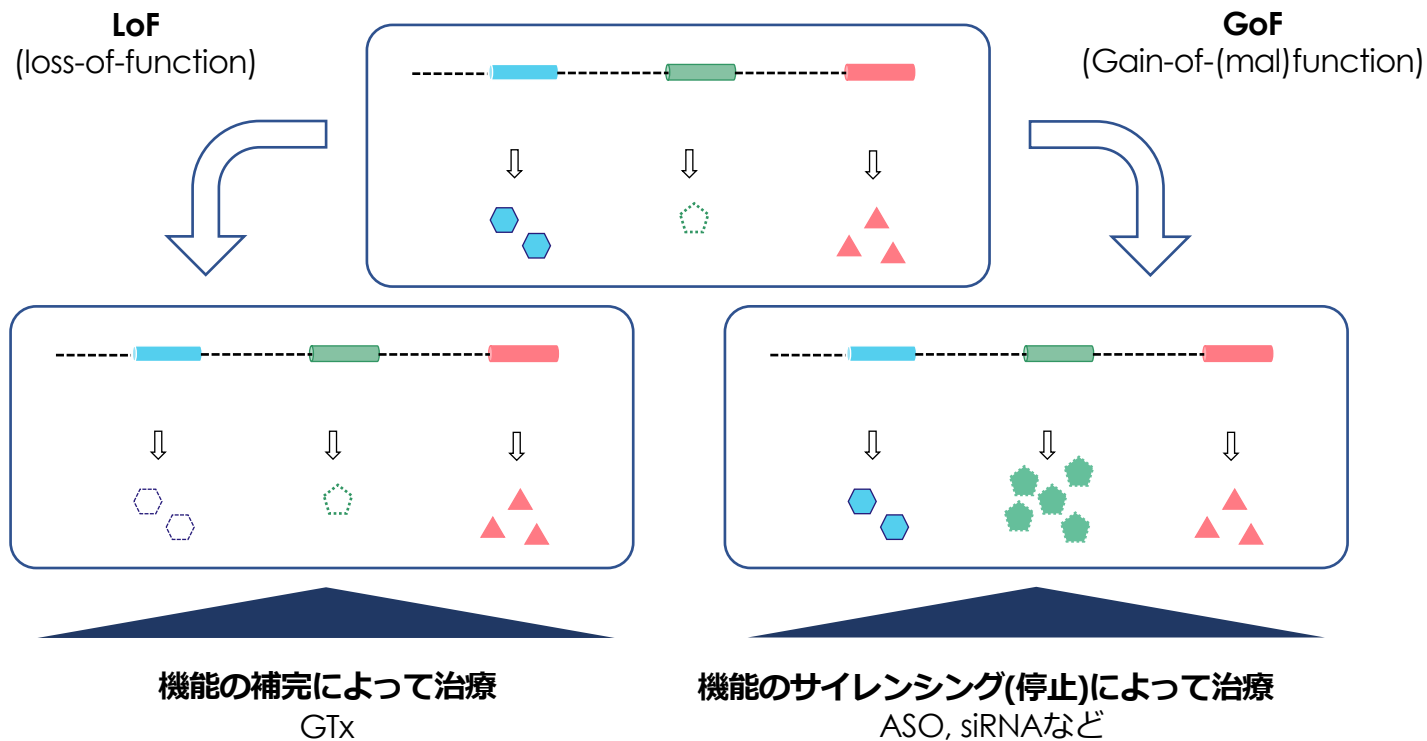 LoF
(loss-of-function)
GoF
(Gain-of-(mal)function)
機能の補完によって治療
GTx
機能のサイレンシング(停止)によって治療
ASO, siRNAなど